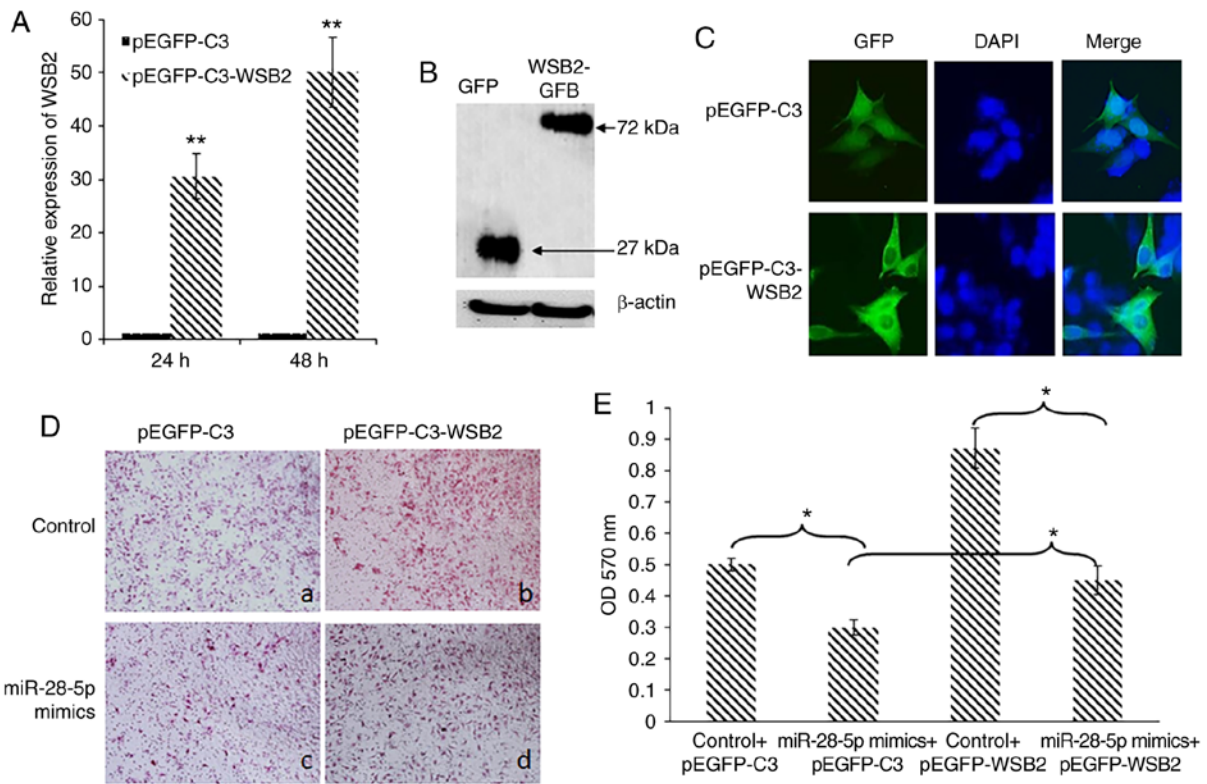 A
60
50
40
30
20
10
0
Relative expression of WSB2
pEGFP-C3
pEGFP-C3-WSB2
**
**
24 h
48 h
B
GFP
WSB2-
GFB
72 kDa
27 kDa
β-actin
C
GFP
DAPI
Merge
pEGFP-C3
pEGFP-C3-
WSB2
D
pEGFP-C3
pEGFP-C3-WSB2
Control
miR-28-5p
mimics
a
b
c
d
E
1
0.9
0.8
0.7
0.6
0.5
0.4
0.3
0.2
0.1
0
OD 570 nm
*
*
*
Control+
pEGFP-C3
miR-28-5p mimics+
pEGFP-C3
Control+
pEGFP-WSB2
miR-28-5p mimics+
pEGFP-WSB2